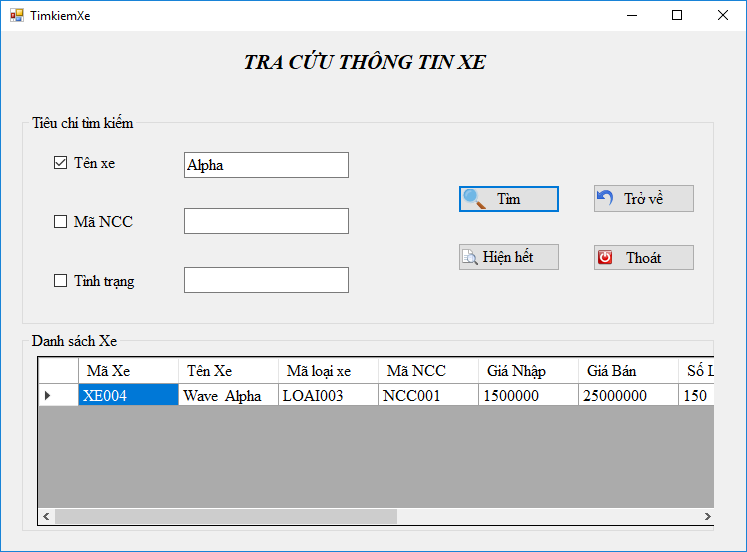 TimkiemXe
TRA CỨU THÔNG TIN XE
Tiêu chí tìm kiếm
Tên xe Alpha
Tìm Trở về
Mã NCC
Hiện hết Thoát
Tình trạng
Danh sách Xe
Mã Xe Tên Xe Mã loại xe Mã NCC Giá Nhập Giá Bán Số L
XE004 Wave Alpha LOAI003 NCC001 1500000 25000000 150